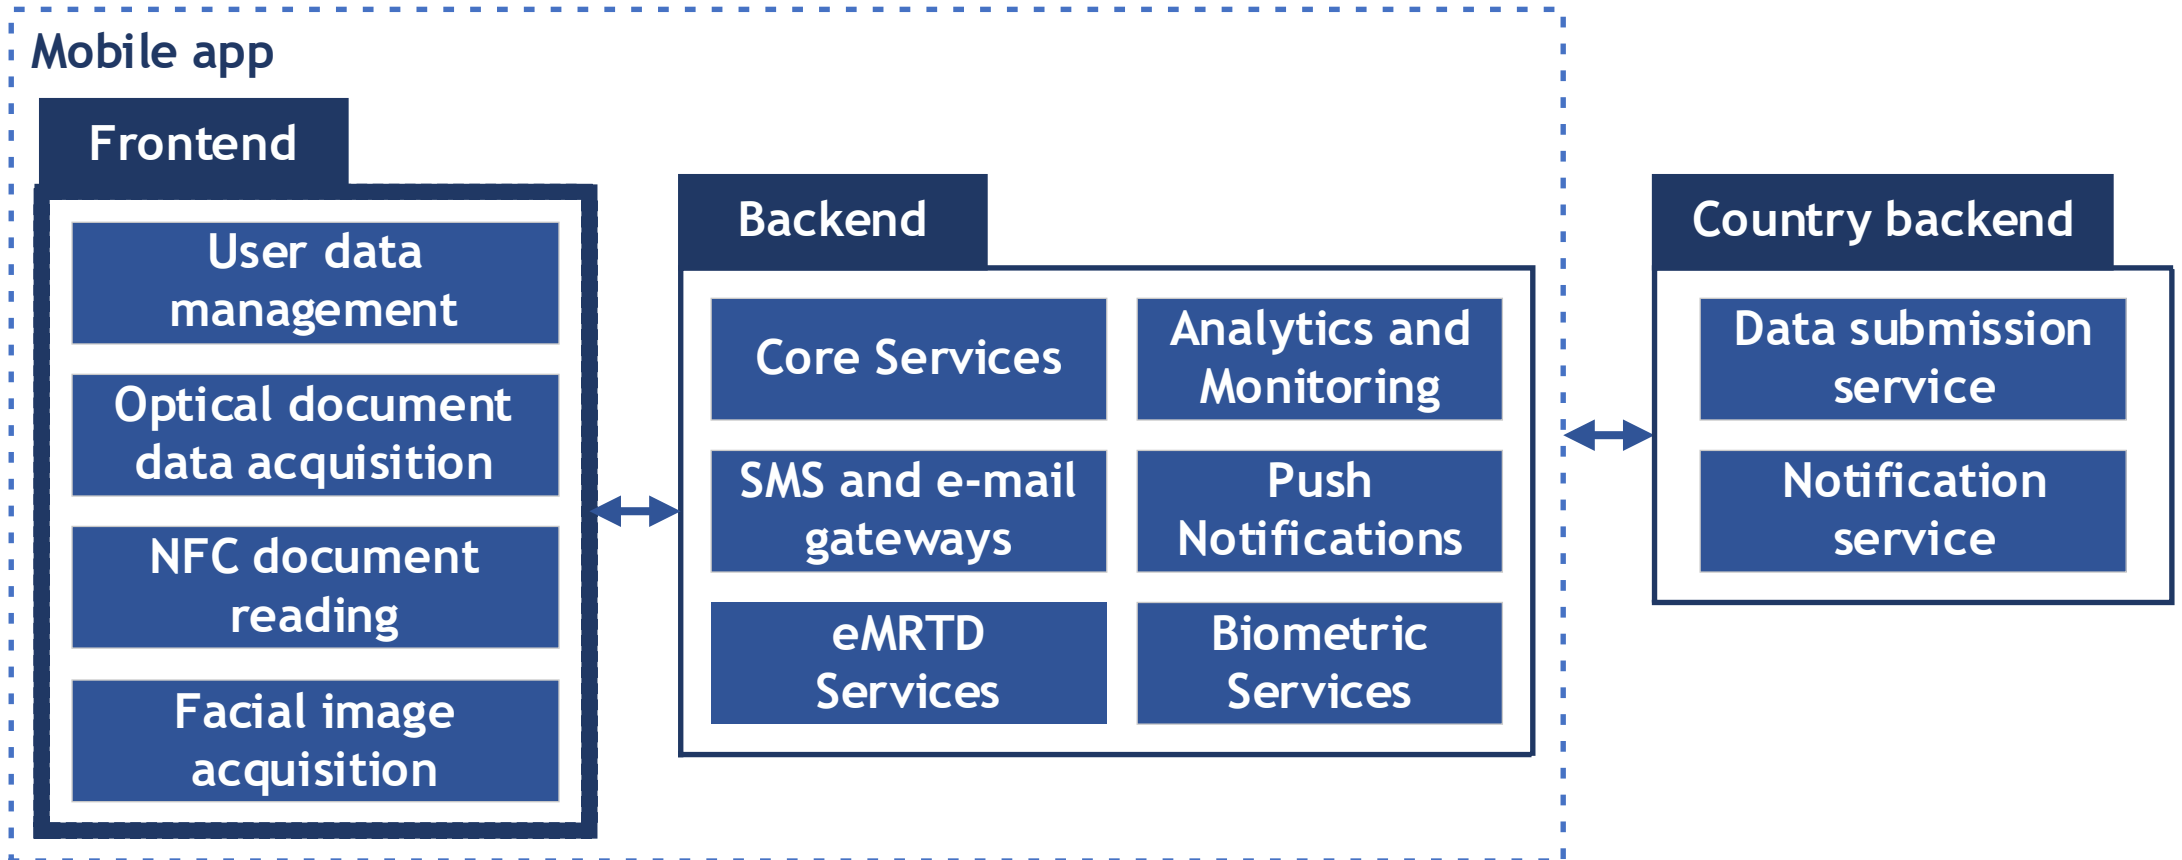 Mobile app
Frontend
User data
management
Optical document
data acquisition
NFC document
reading
Facial image
acquisition
Backend
Core Services
Analytics and
Monitoring
SMS and e-mail
gateways
Push
Notifications
eMRTD
Services
Biometric
Services
Country backend
Data submission
service
Notification
service